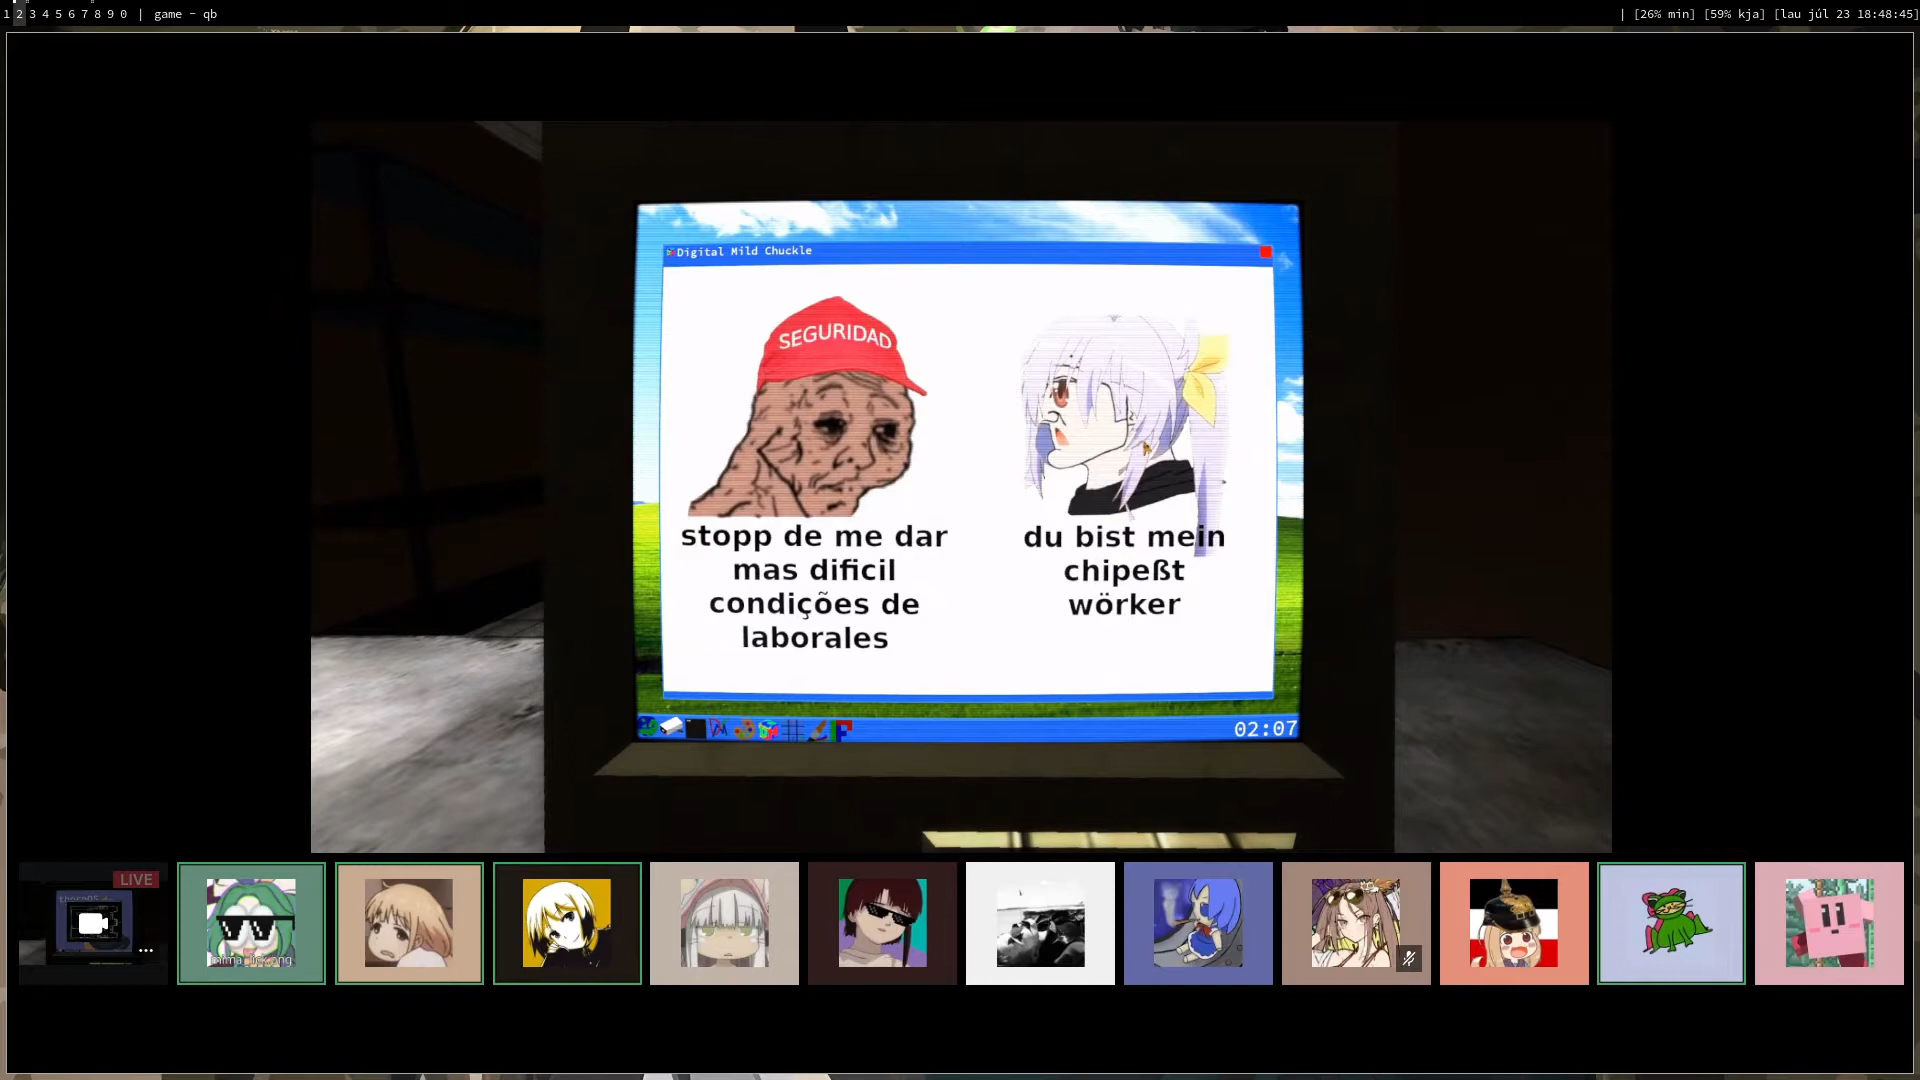 1 2 3 4 5 6 7 8 9 0 | game - qb
| [26% min] [59% kja] [lau júl 23 18:48:45]
Digital Mild Chuckle
SEGURIDAD
stopp de me dar
mas dificil
condições de
laborales
du bist mein
chipeßt
wörker
02:07
LIVE